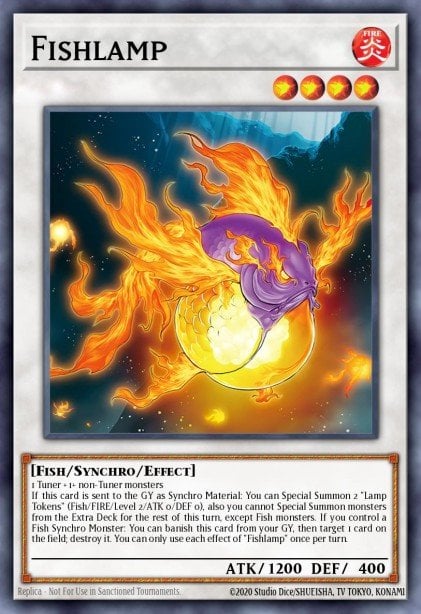 FISHLAMP
FIRE
炎
[FISH/SYNCHRO/EFFECT]
1 Tuner + 1+ non-Tuner monsters
If this card is sent to the GY as Synchro Material: You can Special Summon 2 "Lamp
Tokens" (Fish/FIRE/Level 2/ATK 0/DEF 0), also you cannot Special Summon monsters
from the Extra Deck for the rest of this turn, except Fish monsters. If you control a
Fish Synchro Monster: You can banish this card from your GY, then target 1 card on
the field; destroy it. You can only use each effect of "Fishlamp" once per turn.
ATK/1200 DEF/ 400
Replica - Not For Use in Sanctioned Tournaments.
©2020 Studio Dice/SHUEISHA, TV TOKYO, KONAMI